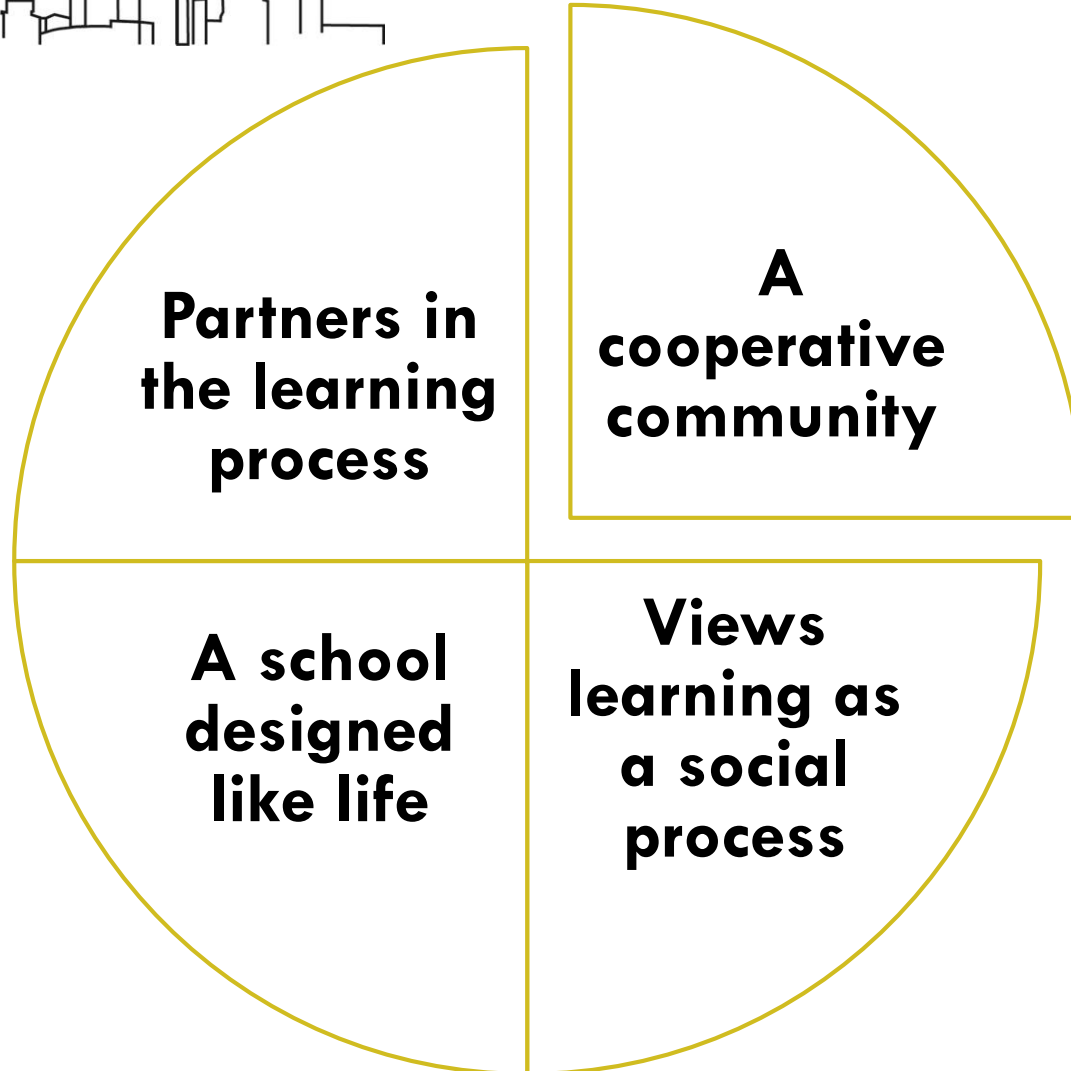 Partners in
the learning
process
A
cooperative
community
A school
designed
like life
Views
learning as
a social
process